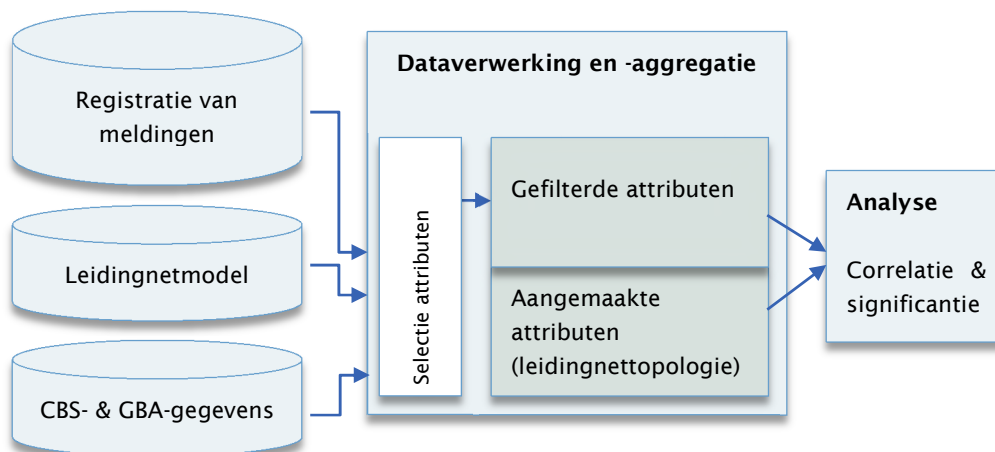 Registratie van
meldingen
Leidingnetmodel
CBS- & GBA-gegevens
Dataverwerking en -aggregatie
Selectie attributen
Gefilterde attributen
Aangemaakte
attributen
(leidingnettopologie)
Analyse
Correlatie &
significantie